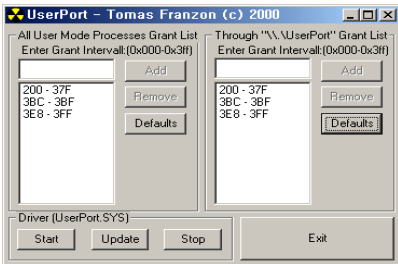 UserPort - Tomas Franzon (c) 2000
All User Mode Processes Grant List
Enter Grant Interval:(0x000-0x3ff)
Add
200 - 37F
3BC - 3BF
3E8 - 3FF
Remove
Defaults
Through "\\.\UserPort" Grant List
Enter Grant Interval:(0x000-0x3ff)
Add
200 - 37F
3BC - 3BF
3E8 - 3FF
Remove
Defaults
Driver (UserPort.SYS)
Start Update Stop
Exit